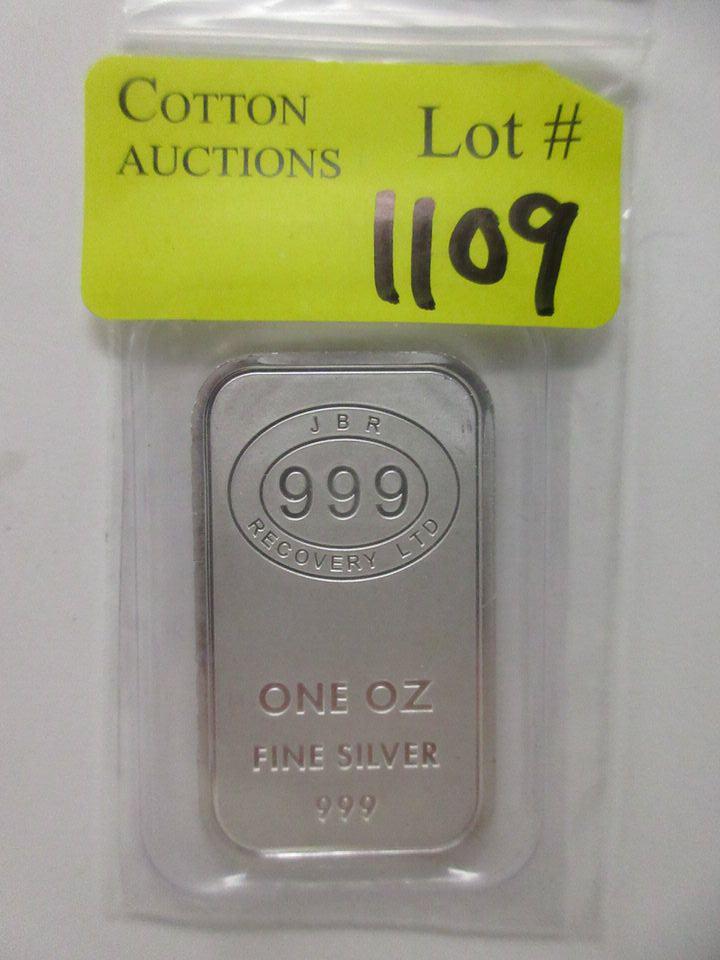 COTTON
AUCTIONS
Lot #
1109
JBR
999
RECOVERY LTD
ONE OZ
FINE SILVER
999